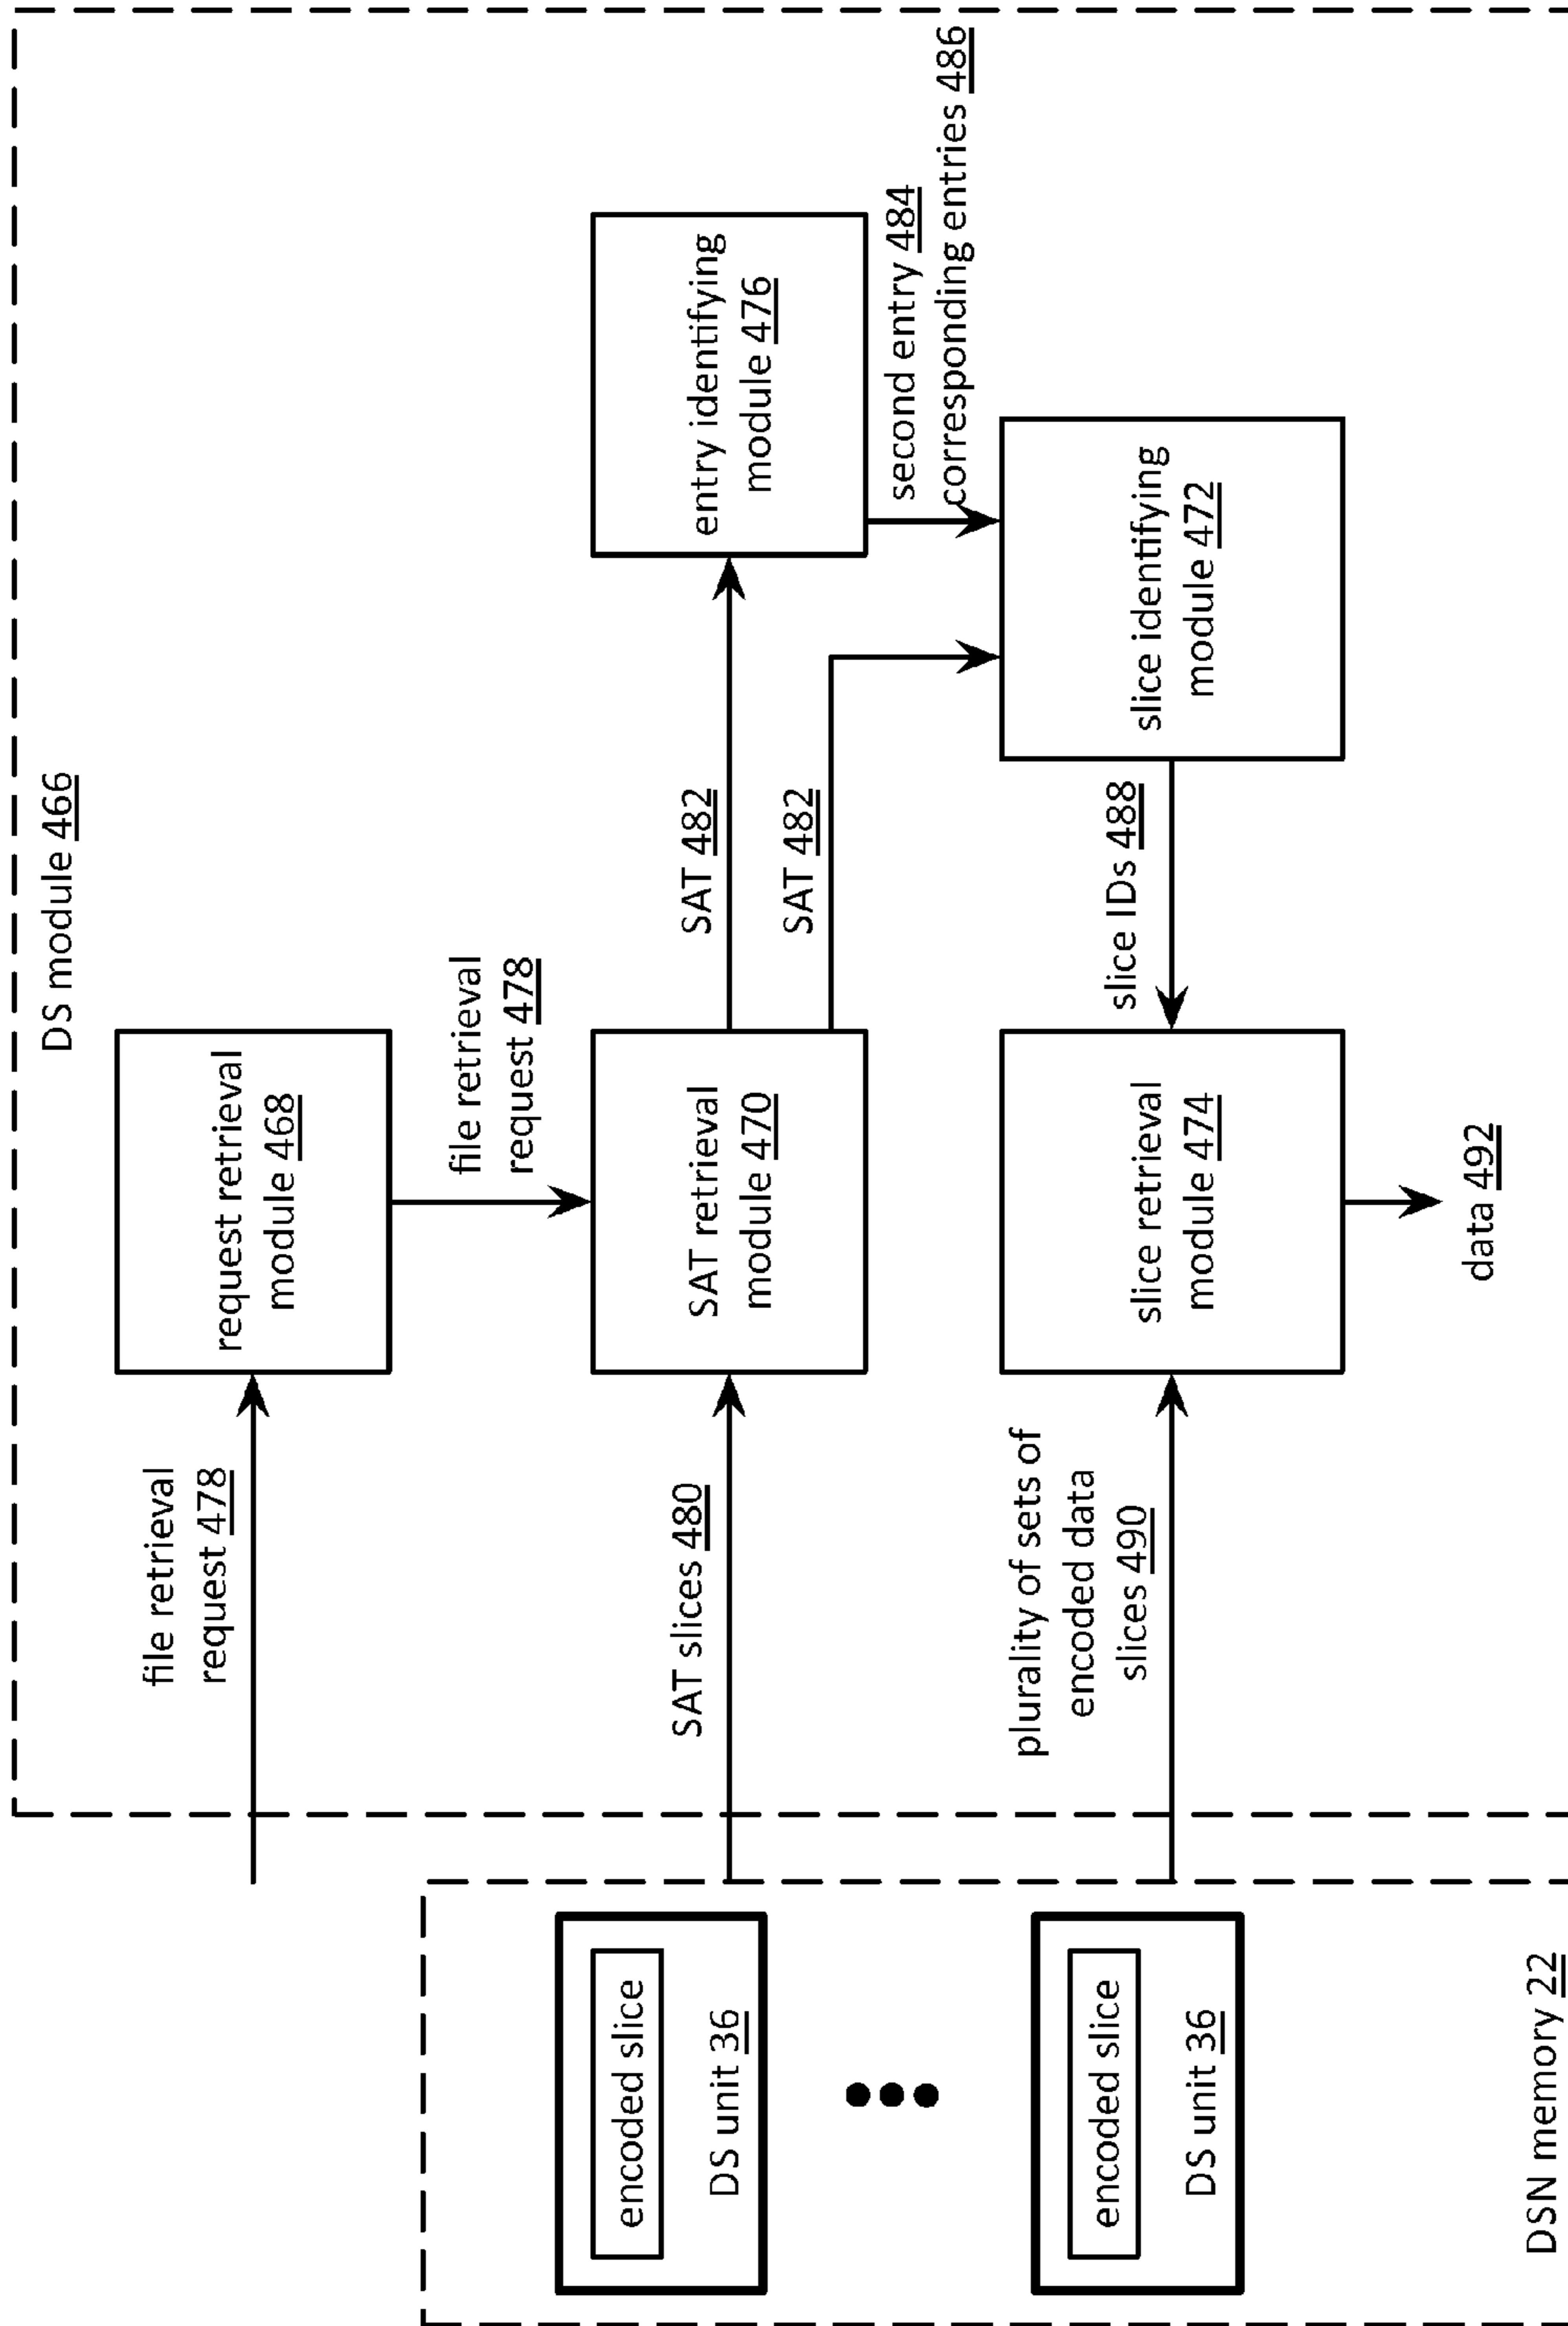 DS module 466
file retrieval
request 478
request retrieval
module 468
file retrieval
request 478
SAT slices 480
SAT retrieval
module 470
SAT 482
SAT 482
entry identifying
module 476
second entry 484
corresponding entries 486
plurality of sets of
encoded data
slices 490
slice retrieval
module 474
slice IDs 488
slice identifying
module 472
data 492
encoded slice
DS unit 36
encoded slice
DS unit 36
DSN memory 22